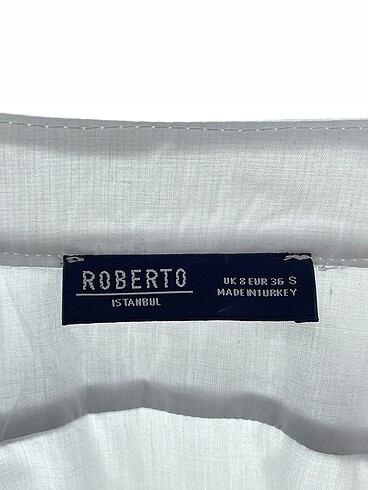 ROBERTO
ISTANBUL
UK 8 EUR 36 S
MADE IN TURKEY